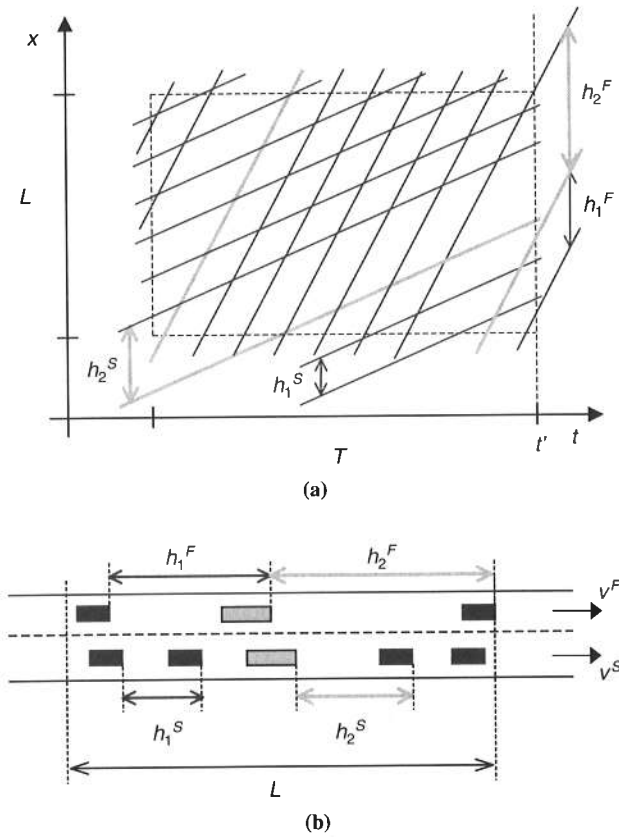 x
h₂ᶠ
h₁ᶠ
L
h₂ˢ
h₁ˢ
T
t' t
(a)
h₁ᶠ h₂ᶠ
vᶠ
vˢ
h₁ˢ h₂ˢ
L
(b)